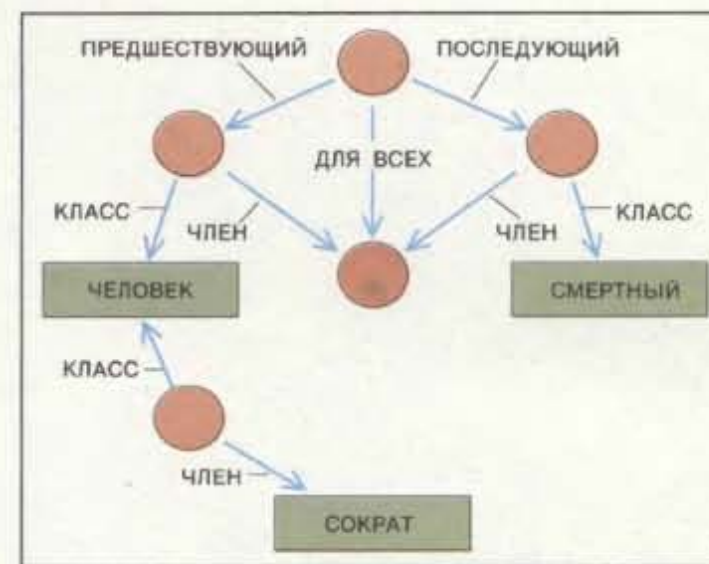 ПРЕДШЕСТВУЮЩИЙ
ПОСЛЕДУЮЩИЙ
ДЛЯ ВСЕХ
КЛАСС
ЧЛЕН
ЧЛЕН
КЛАСС
ЧЕЛОВЕК
СМЕРТНЫЙ
КЛАСС
ЧЛЕН
СОКРАТ